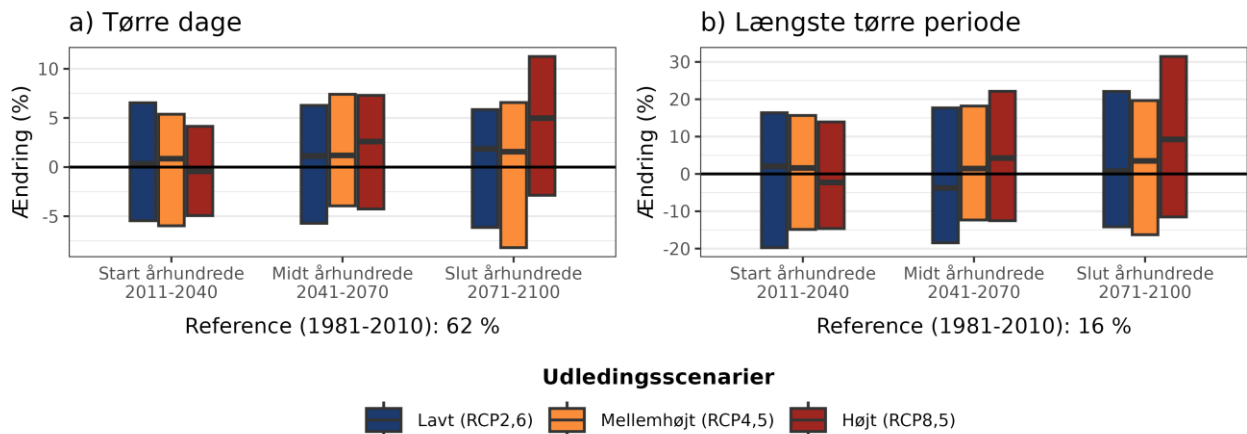 a) Tørre dage
Ændring (%)
10
5
0
-5
Start århundrede
2011-2040
Midt århundrede
2041-2070
Slut århundrede
2071-2100
Reference (1981-2010): 62 %
b) Længste tørre periode
Ændring (%)
30
20
10
0
-10
-20
Start århundrede
2011-2040
Midt århundrede
2041-2070
Slut århundrede
2071-2100
Reference (1981-2010): 16 %
Udledingsscenarier
Lavt (RCP2,6)
Mellemhøjt (RCP4,5)
Højt (RCP8,5)